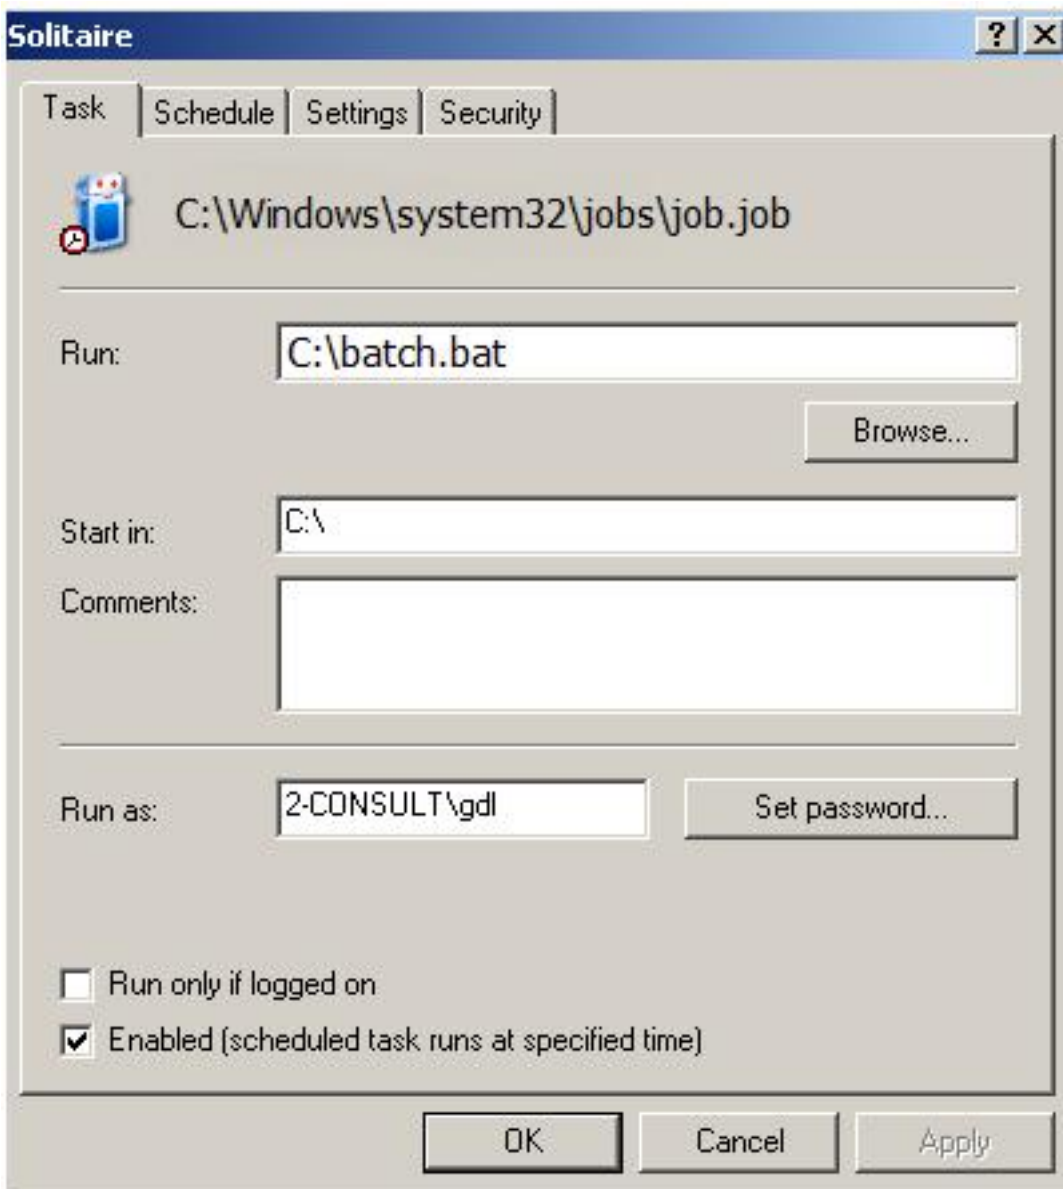 Solitaire
Task Schedule Settings Security
C:\Windows\system32\jobs\job.job
Run: C:\batch.bat
Browse...
Start in: C:\
Comments:
Run as: 2-CONSULT\gdl Set password...
Run only if logged on
Enabled (scheduled task runs at specified time)
OK Cancel Apply